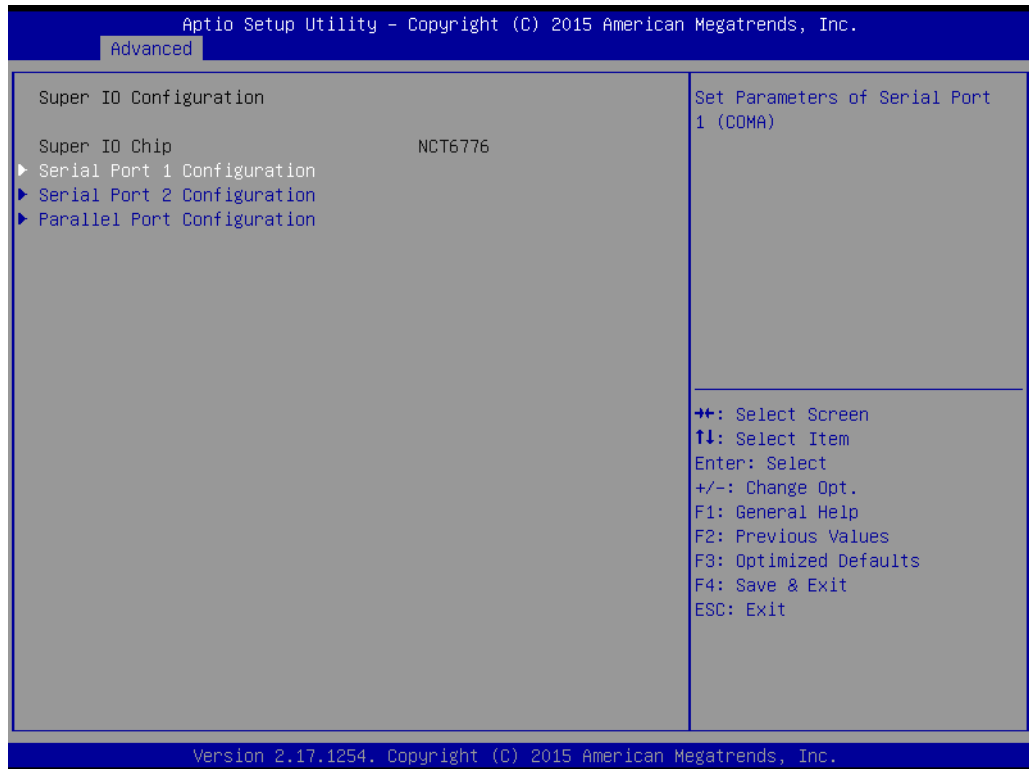 Aptio Setup Utility – Copyright (C) 2015 American Megatrends, Inc.
Advanced
Super IO Configuration
Super IO Chip NCT6776
▶ Serial Port 1 Configuration
▶ Serial Port 2 Configuration
▶ Parallel Port Configuration
Set Parameters of Serial Port
1 (COMA)
→←: Select Screen
↑↓: Select Item
Enter: Select
+/-: Change Opt.
F1: General Help
F2: Previous Values
F3: Optimized Defaults
F4: Save & Exit
ESC: Exit
Version 2.17.1254. Copyright (C) 2015 American Megatrends, Inc.